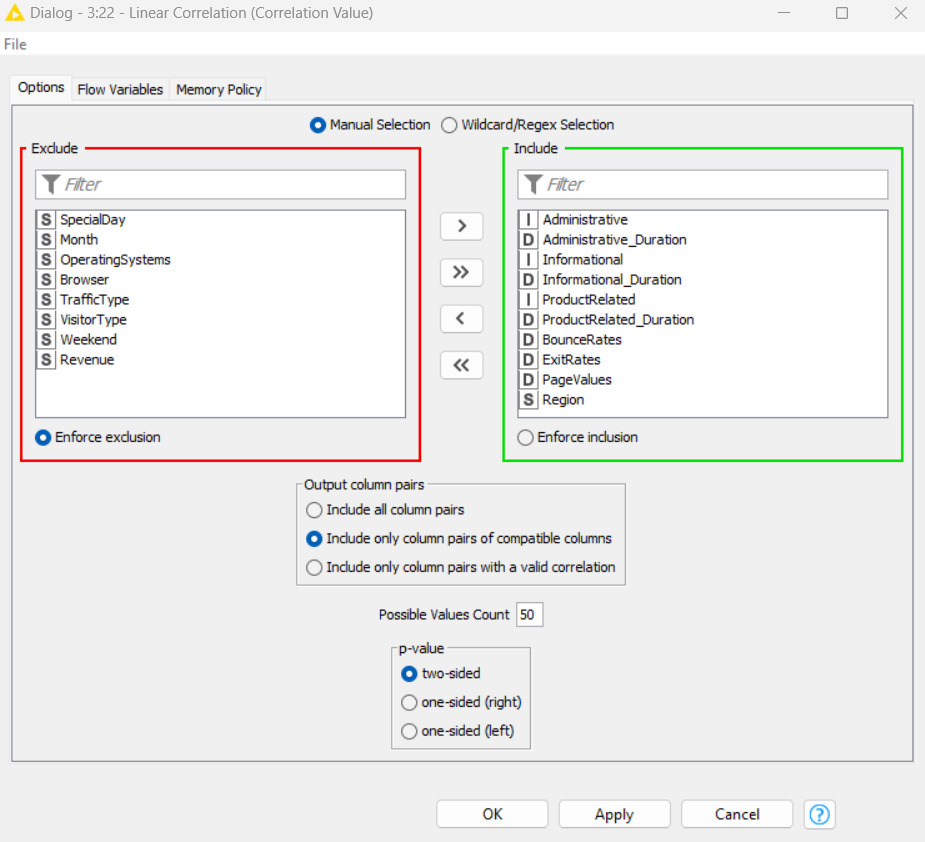 Dialog - 3:22 - Linear Correlation (Correlation Value)
File
Options Flow Variables Memory Policy
Manual Selection Wildcard/Regex Selection
Exclude
Filter
S SpecialDay
S Month
S OperatingSystems
S Browser
S TrafficType
S VisitorType
S Weekend
S Revenue
Enforce exclusion
>
>>
<
<<
Include
Filter
I Administrative
D Administrative_Duration
I Informational
D Informational_Duration
I ProductRelated
D ProductRelated_Duration
D BounceRates
D ExitRates
D PageValues
S Region
Enforce inclusion
Output column pairs
Include all column pairs
Include only column pairs of compatible columns
Include only column pairs with a valid correlation
Possible Values Count 50
p-value
two-sided
one-sided (right)
one-sided (left)
OK Apply Cancel ?